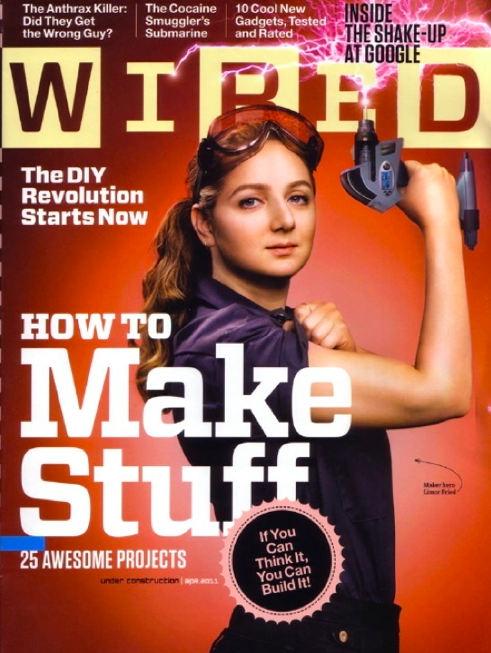 The Anthrax Killer:
Did They Get
the Wrong Guy?
The Cocaine
Smuggler's
Submarine
10 Cool New
Gadgets, Tested
and Rated
INSIDE
THE SHAKE-UP
AT GOOGLE
WIRED
The DIY
Revolution
Starts Now
HOW TO
Make
Stuff
25 AWESOME PROJECTS
under construction | apr.2011
If You
Can
Think It,
You Can
Build It!
Maker hero
Limor Fried